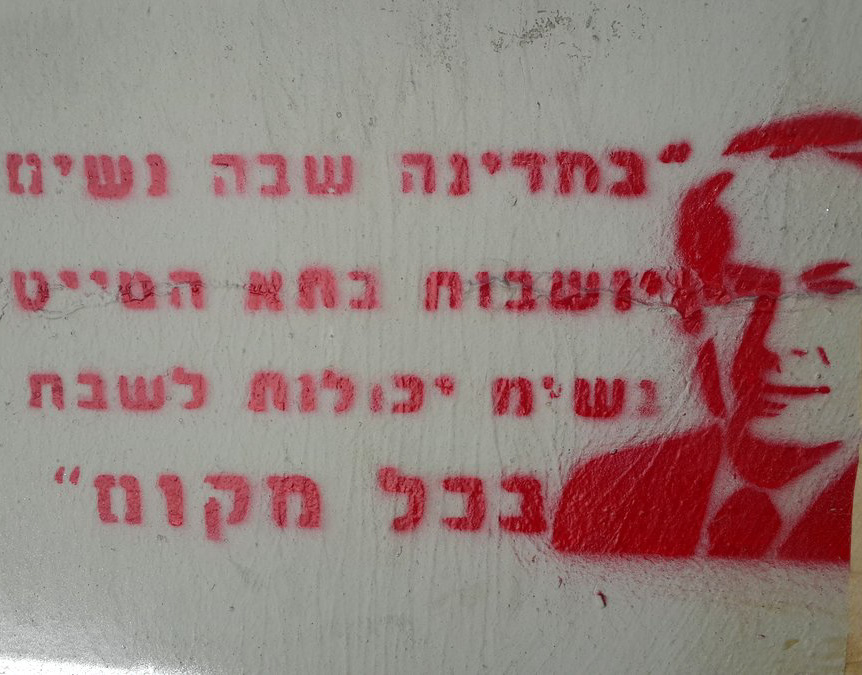 "במדינה שבה נשים
יושבות בתא הטייס
נשים יכולות לשבת
בכל מקום"